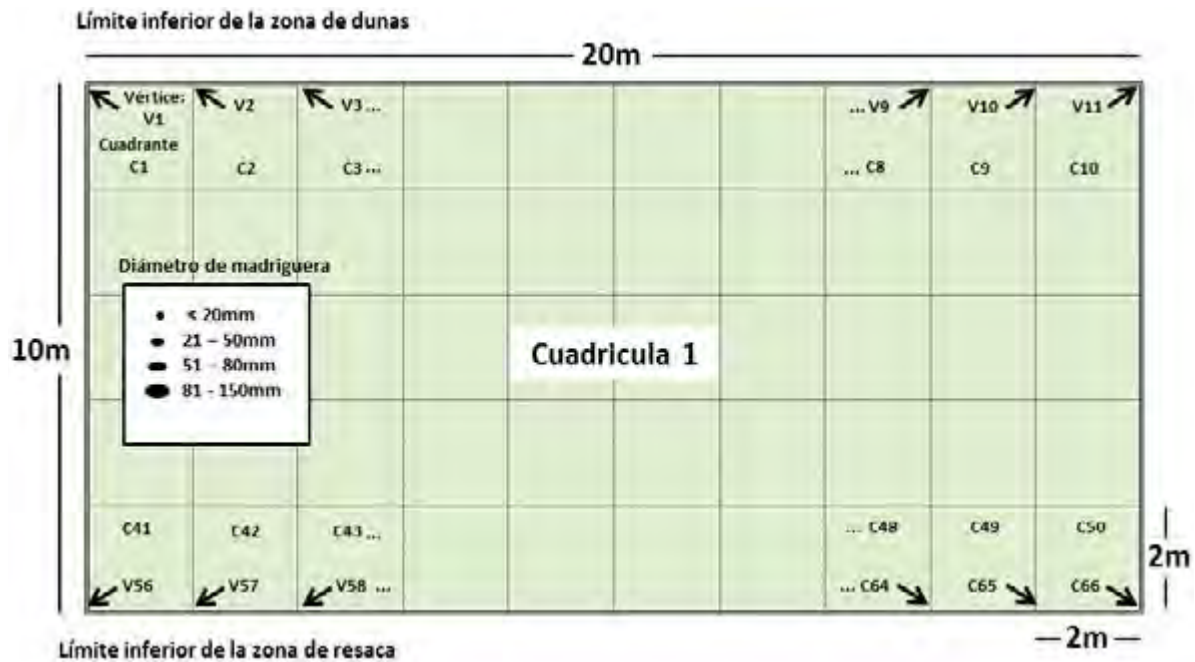 Límite inferior de la zona de dunas
20m
Vértice: V2 V3 ... ... V9 V10 V11
V1
Cuadrante
C1 C2 C3 ... ... C8 C9 C10
Diámetro de madriguera
< 20mm
21 – 50mm
51 – 80mm
81 - 150mm
10m
Cuadricula 1
C41 C42 C43 ... ... C48 C49 C50
2m
V56 V57 V58 ... ... C64 C65 C66
2m
Límite inferior de la zona de resaca